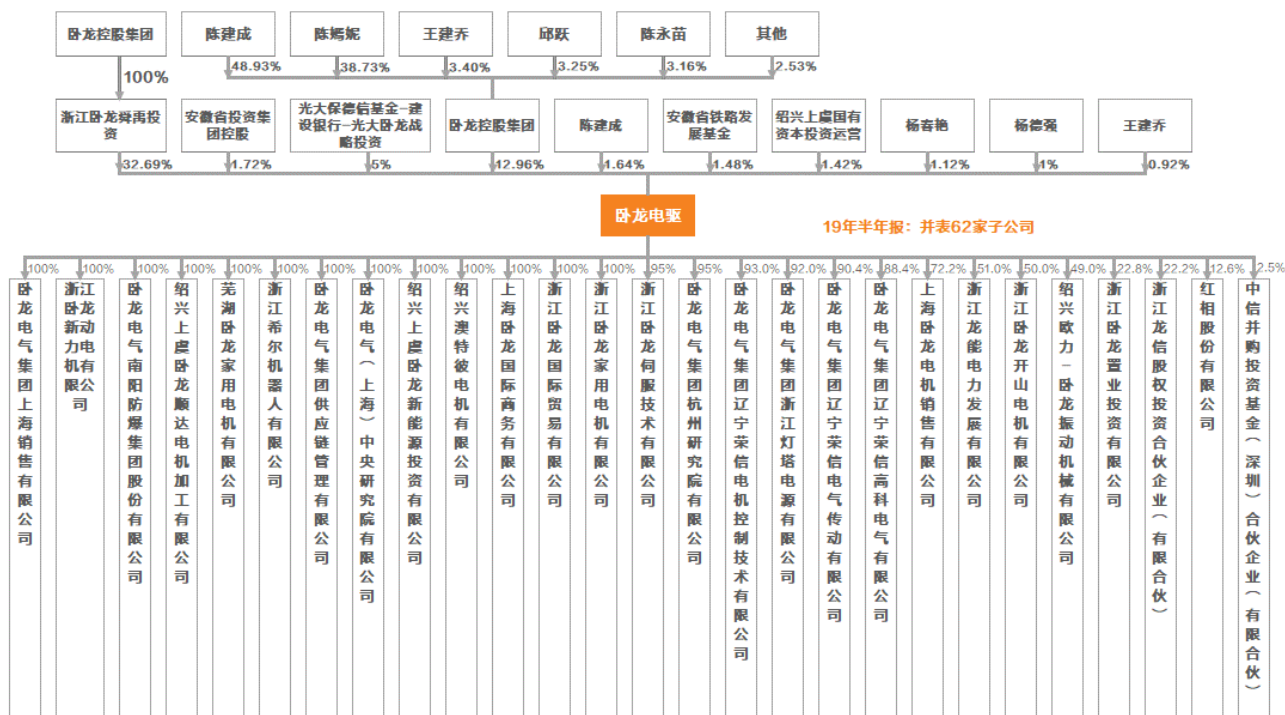 卧龙控股集团
陈建成
陈嫣妮
王建乔
邱跃
陈永苗
其他
100%
48.93%
38.73%
3.40%
3.25%
3.16%
2.53%
浙江卧龙舜禹投资
安徽省投资集团控股
光大保德信基金-建设银行-光大卧龙战略投资
卧龙控股集团
陈建成
安徽省铁路发展基金
绍兴上虞国有资本投资运营
杨春艳
杨德强
王建乔
32.69%
1.72%
5%
12.96%
1.64%
1.48%
1.42%
1.12%
1%
0.92%
卧龙电驱
19年半年报：并表62家子公司
100%
100%
100%
100%
100%
100%
100%
100%
100%
100%
100%
100%
100%
95%
95%
93.0%
92.0%
90.4%
88.4%
72.2%
51.0%
50.0%
49.0%
22.8%
22.2%
12.6%
2.5%
卧龙电气集团上海销售有限公司
浙江卧龙新动力电机有限公司
卧龙电气南阳防爆集团股份有限公司
绍兴上虞卧龙顺达电机加工有限公司
芜湖卧龙家用电机有限公司
浙江希尔机器人有限公司
卧龙电气集团供应链管理有限公司
卧龙电气（上海）中央研究院有限公司
绍兴上虞卧龙新能源投资有限公司
绍兴澳特彼电机有限公司
上海卧龙国际商务有限公司
浙江卧龙国际贸易有限公司
浙江卧龙家用电机有限公司
浙江卧龙伺服技术有限公司
卧龙电气集团杭州研究院有限公司
卧龙电气集团辽宁荣信电机控制技术有限公司
卧龙电气集团浙江灯塔电源有限公司
卧龙电气集团辽宁荣信电气传动有限公司
卧龙电气集团辽宁荣信高科电气有限公司
上海卧龙电机销售有限公司
浙江龙能电力发展有限公司
浙江卧龙开山电机有限公司
绍兴欧力-卧龙振动机械有限公司
浙江卧龙置业投资有限公司
浙江龙信股权投资合伙企业（有限合伙）
红相股份有限公司
中信并购投资基金（深圳）合伙企业（有限合伙）